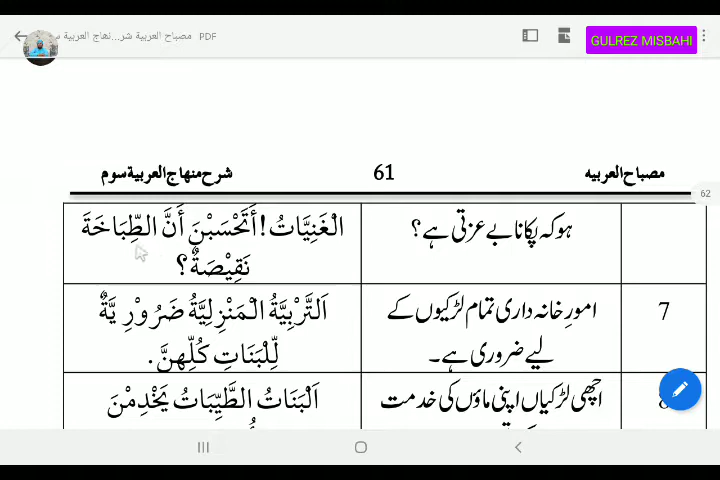 مصباح العربية شر...نهاج العربية س PDF
GULREZ MISBAHI
مصباح العربیہ 61 شرح منہاج العربیۃ سوم
62
ہو کہ پکانا بے عزتی ہے؟
الْغَنِيَّاتُ! أَتَحْسَبْنَ أَنَّ الطِّبَاخَةَ
نَقِيْصَةٌ؟
7
امورِ خانہ داری تمام لڑکیوں کے
لیے ضروری ہے۔
اَلتَّرْبِيَّةُ الْمَنْزِلِيَّةُ ضَرُوْرِيَّةٌ
لِّلْبَنَاتِ كُلِّهِنَّ.
اچھی لڑکیاں اپنی ماؤں کی خدمت
اَلْبَنَاتُ الطَّيِّبَاتُ يَخْدِمْنَ